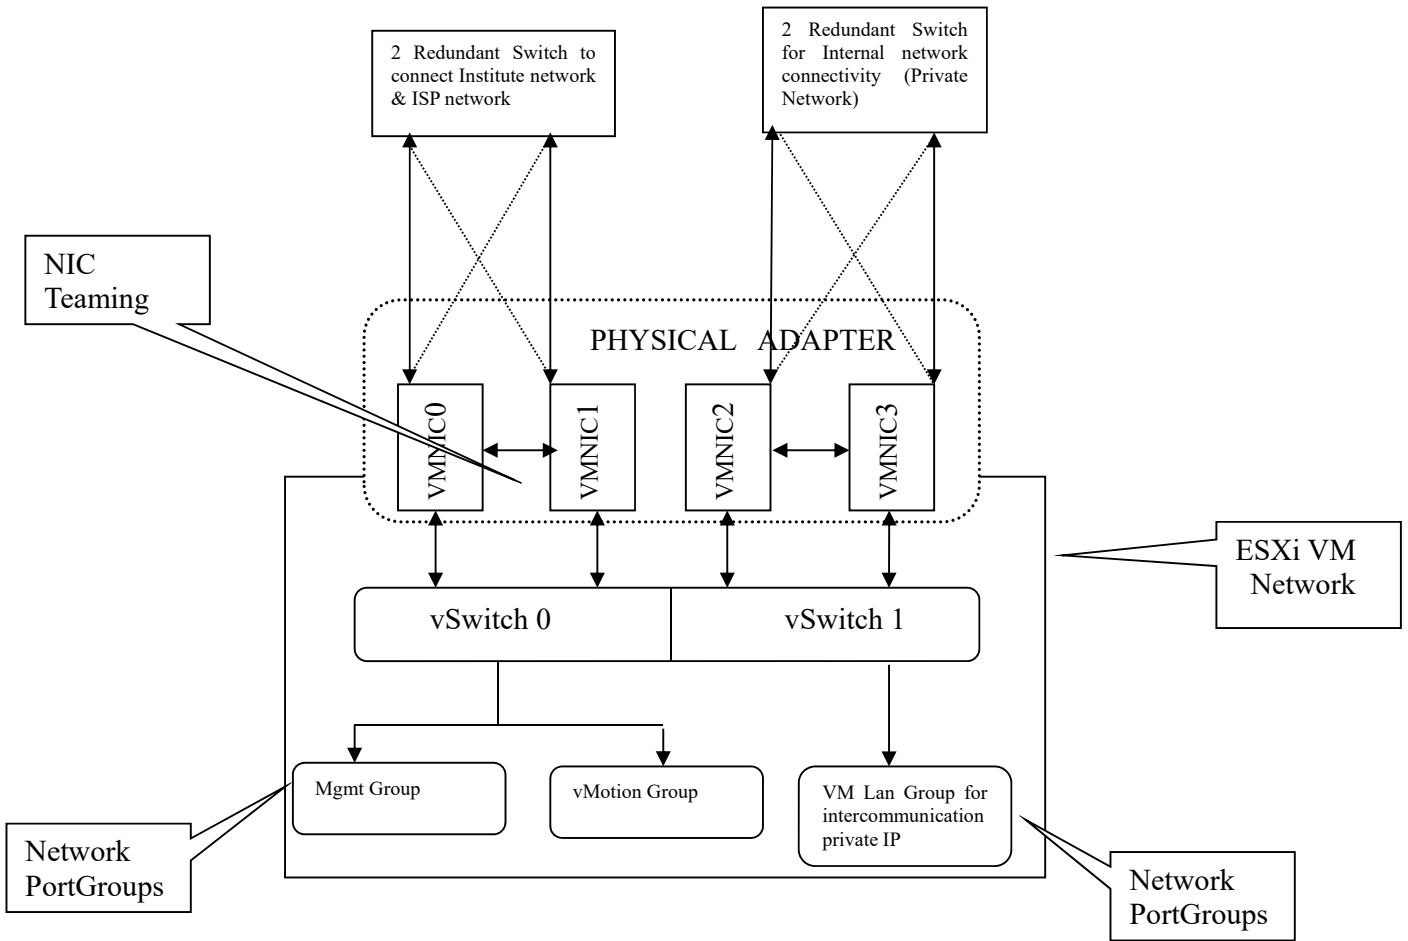 2 Redundant Switch to
connect Institute network
& ISP network
2 Redundant Switch
for Internal network
connectivity (Private
Network)
NIC
Teaming
PHYSICAL ADAPTER
VMNIC0
VMNIC1
VMNIC2
VMNIC3
ESXi VM
Network
vSwitch 0
vSwitch 1
Mgmt Group
vMotion Group
VM Lan Group for
intercommunication
private IP
Network
PortGroups
Network
PortGroups